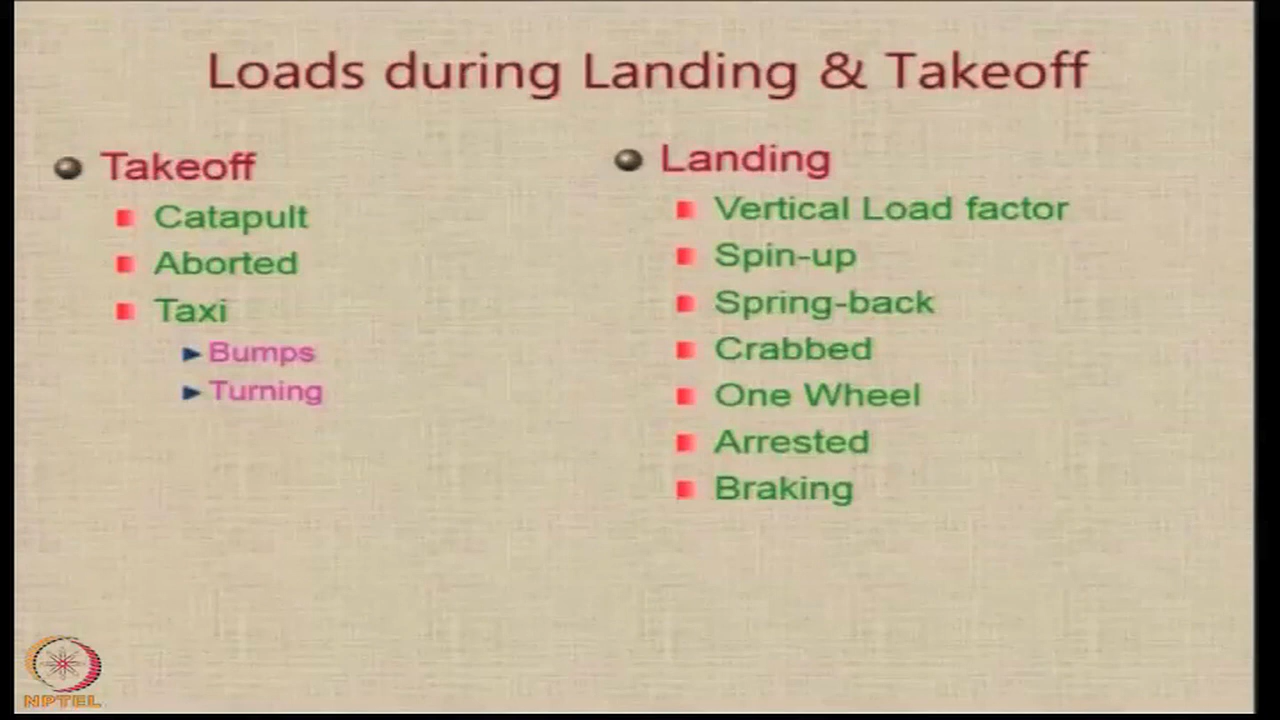 Loads during Landing & Takeoff
Takeoff
Catapult
Aborted
Taxi
Bumps
Turning
Landing
Vertical Load factor
Spin-up
Spring-back
Crabbed
One Wheel
Arrested
Braking
NPTEL